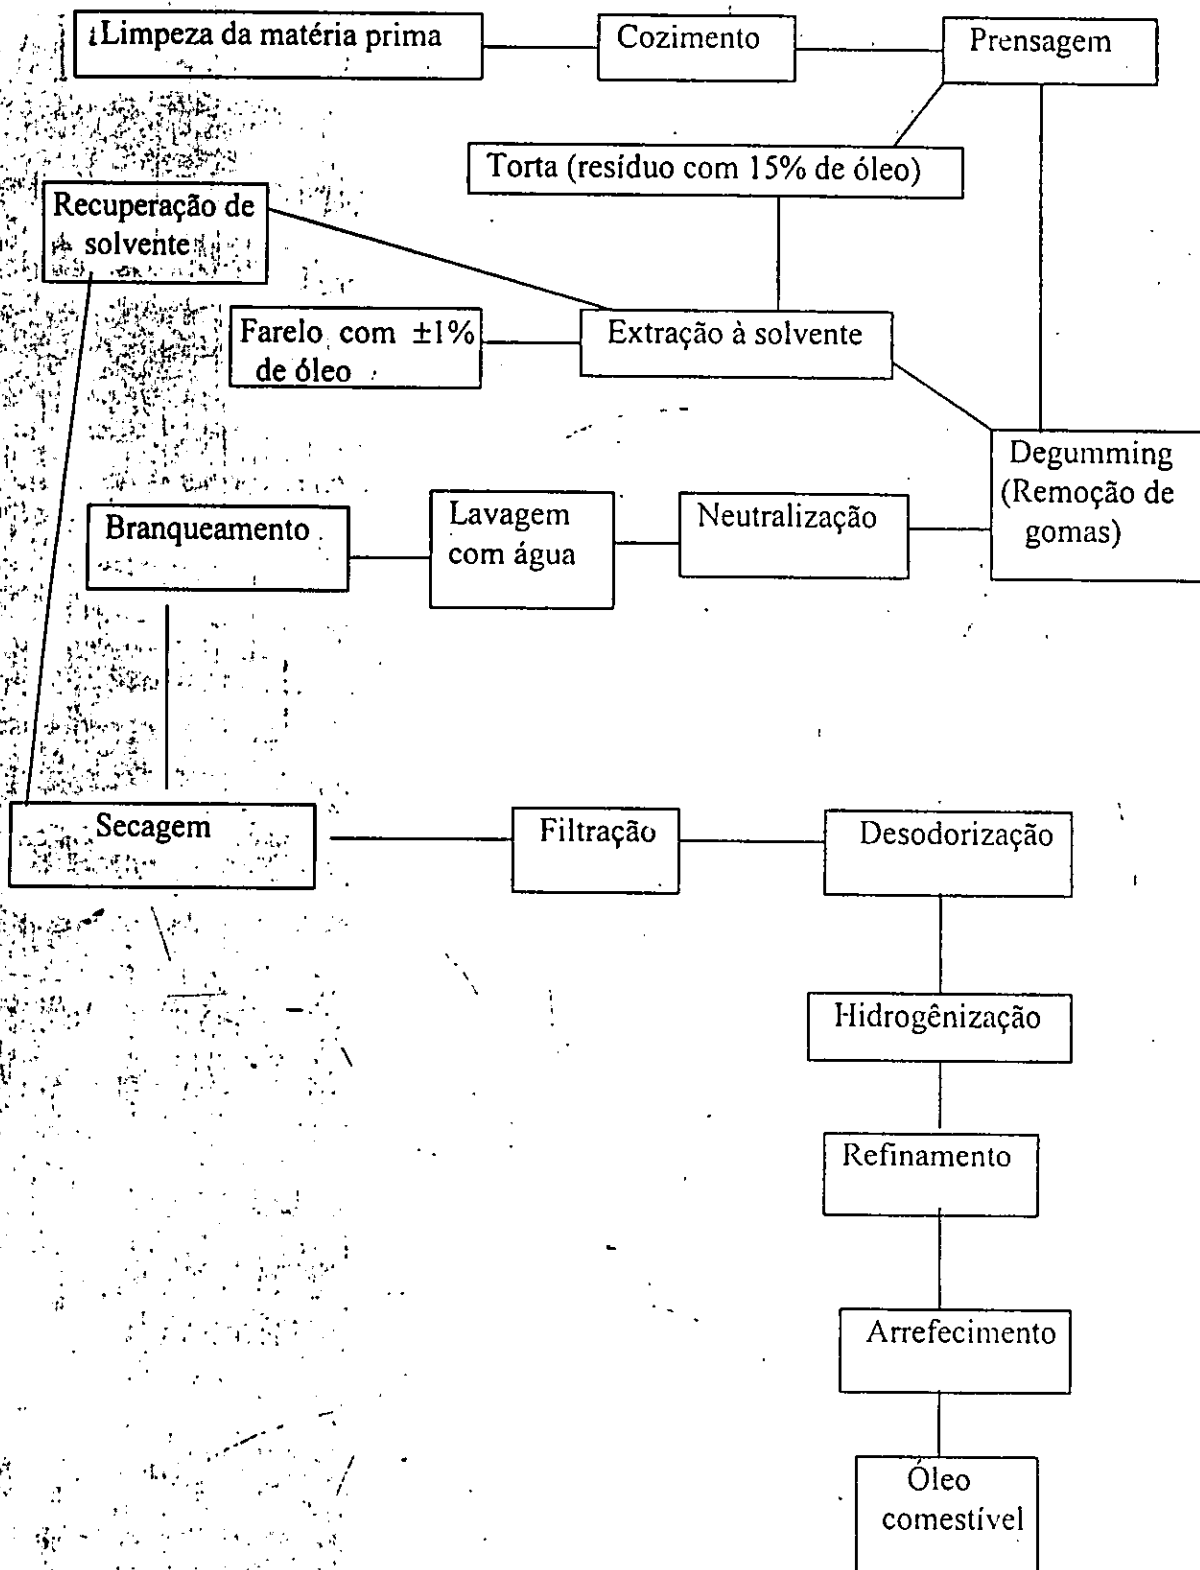 1Limpeza da matéria prima
Cozimento
Prensagem
Torta (resíduo com 15% de óleo)
Recuperação de
solvente
Farelo com ±1%
de óleo
Extração à solvente
Degumming
(Remoção de
gomas)
Neutralização
Lavagem
com água
Branqueamento
Secagem
Filtração
Desodorização
Hidrogênização
Refinamento
Arrefecimento
Óleo
comestível